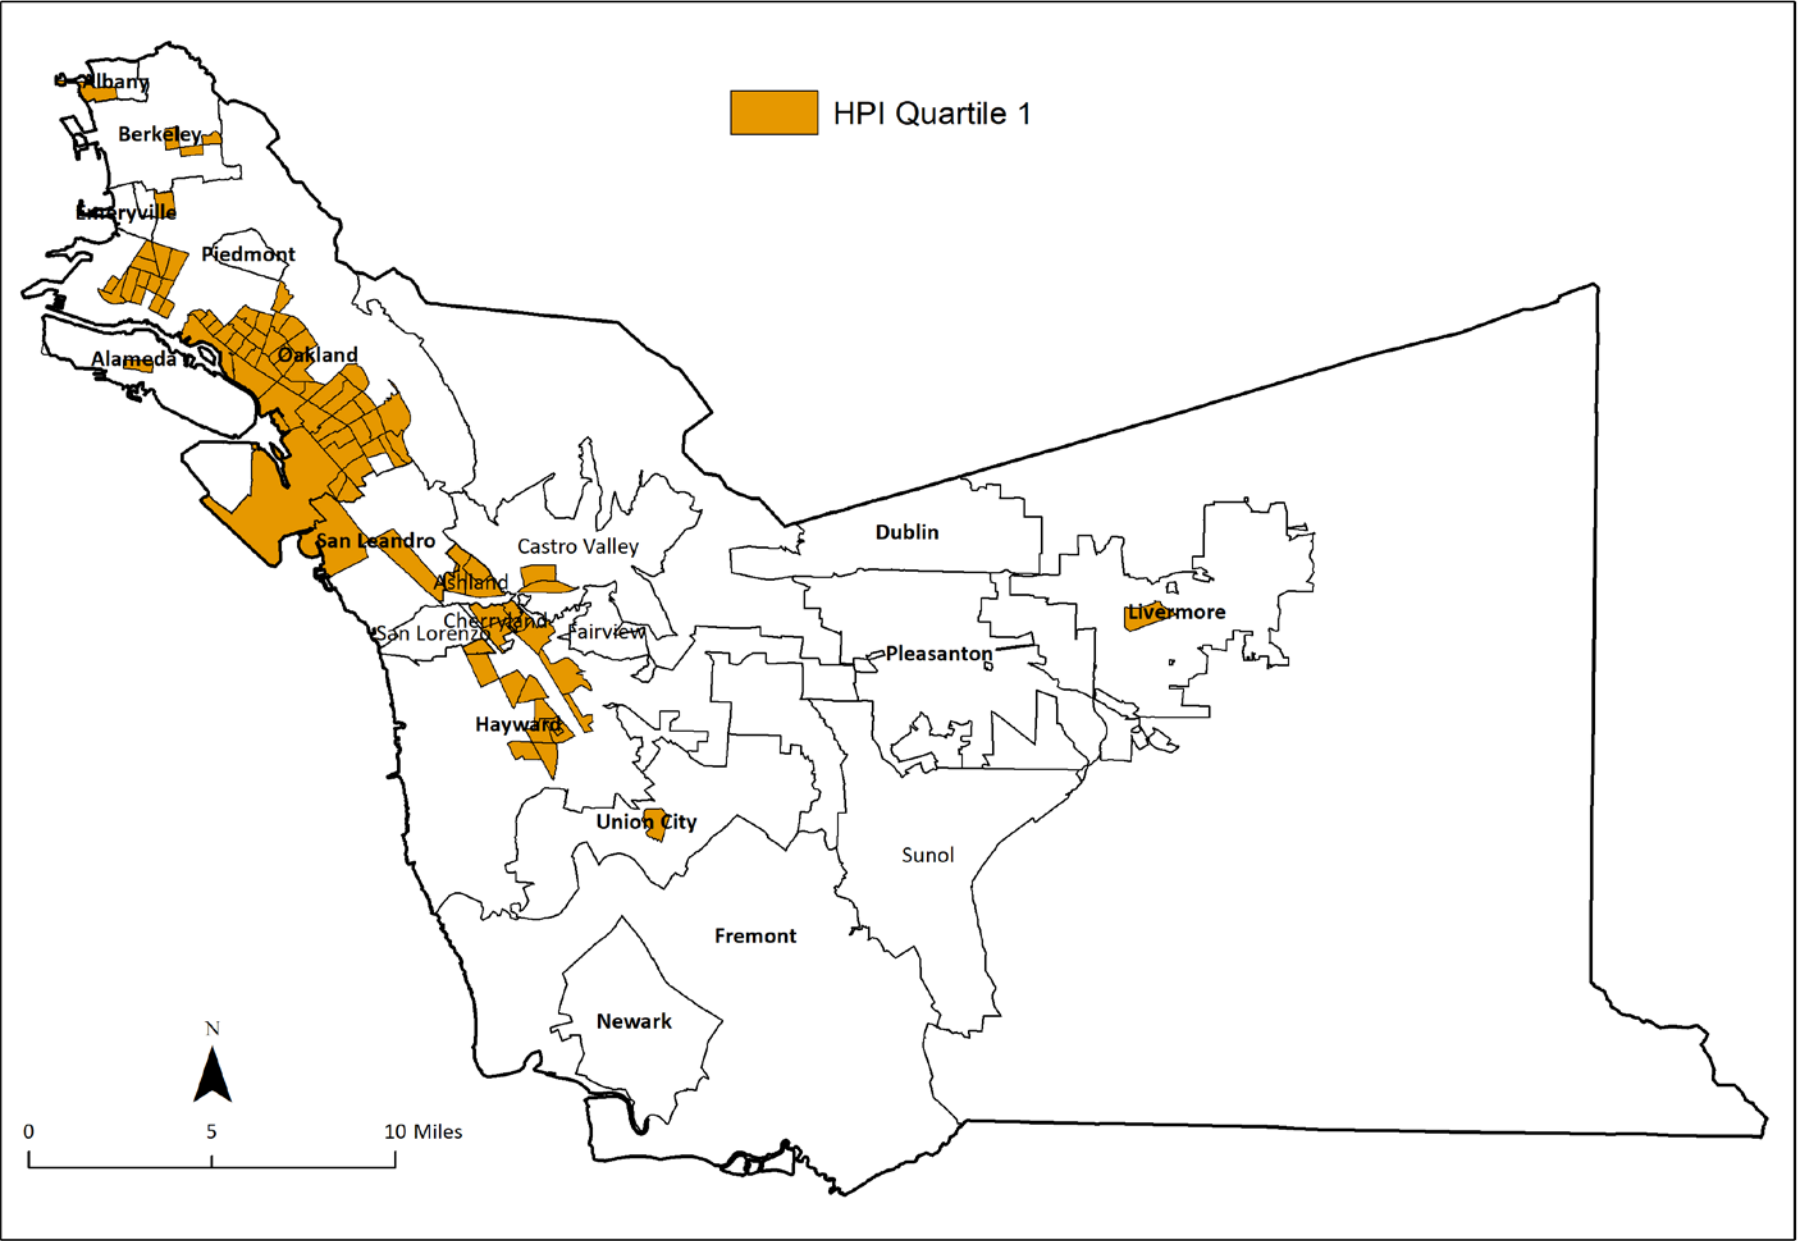 Albany
HPI Quartile 1
Berkeley
Emeryville
Piedmont
Oakland
Alameda
Dublin
San Leandro
Castro Valley
Ashland
Livermore
Cherryland
San Lorenzo
Fairview
Pleasanton
Hayward
Union City
Sunol
Fremont
Newark
N
0 5 10 Miles